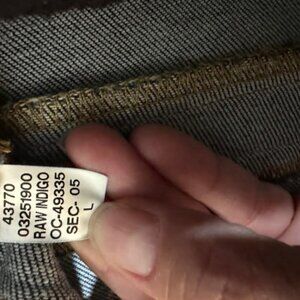 43770
03251900
RAW INDIGO
OC-49335
SEC- 05
L